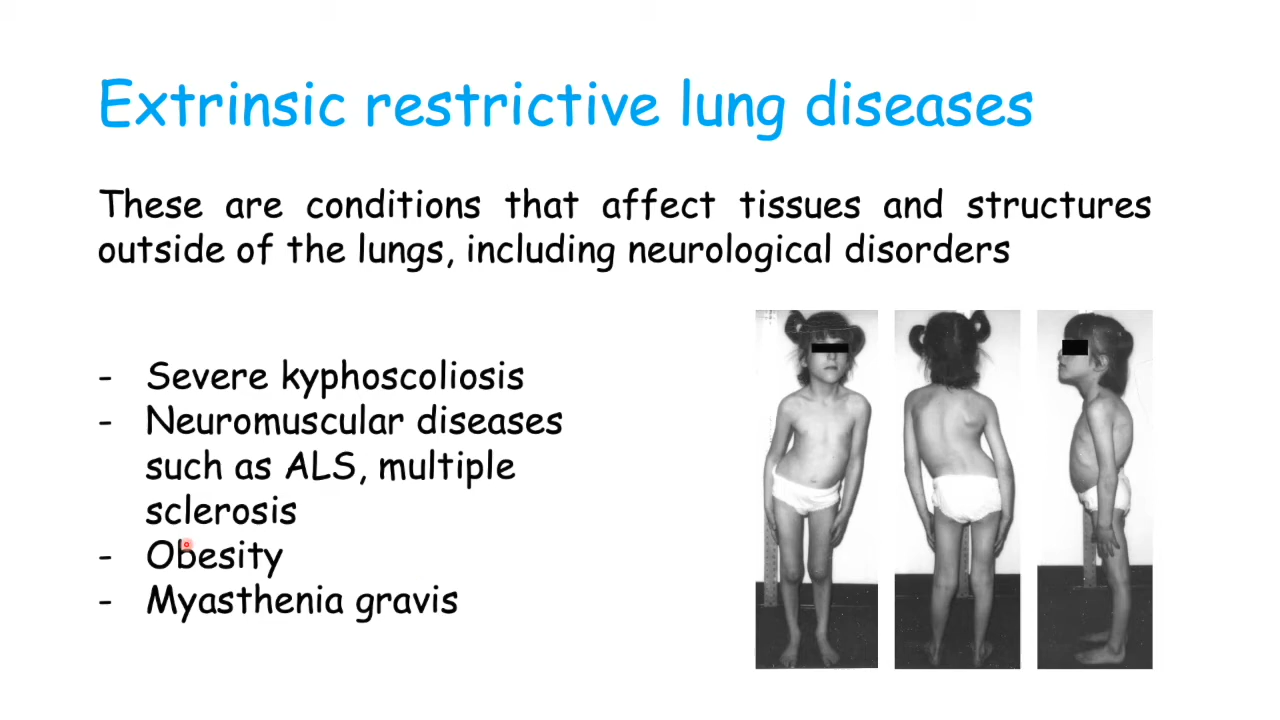 Extrinsic restrictive lung diseases
These are conditions that affect tissues and structures
outside of the lungs, including neurological disorders
- Severe kyphoscoliosis
- Neuromuscular diseases
such as ALS, multiple
sclerosis
- Obesity
- Myasthenia gravis